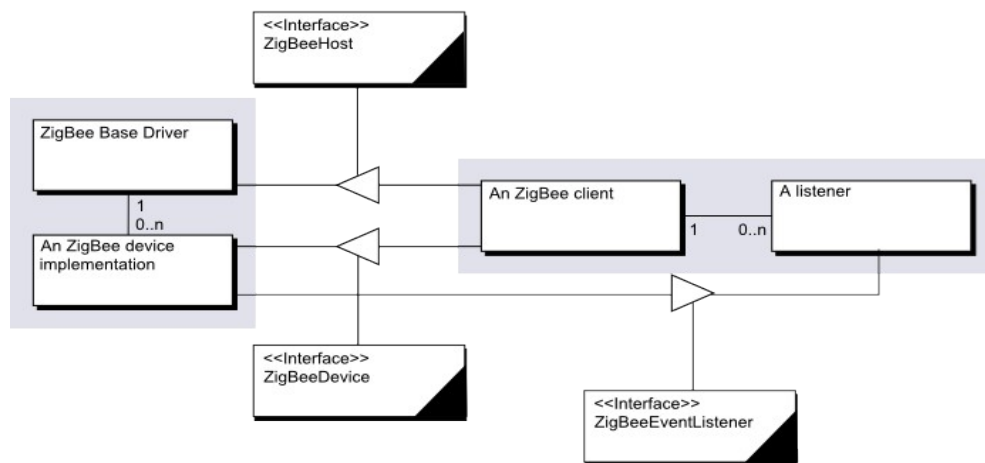 <<Interface>>
ZigBeeHost
ZigBee Base Driver
1
0..n
An ZigBee device
implementation
An ZigBee client
1
0..n
A listener
<<Interface>>
ZigBeeDevice
<<Interface>>
ZigBeeEventListener